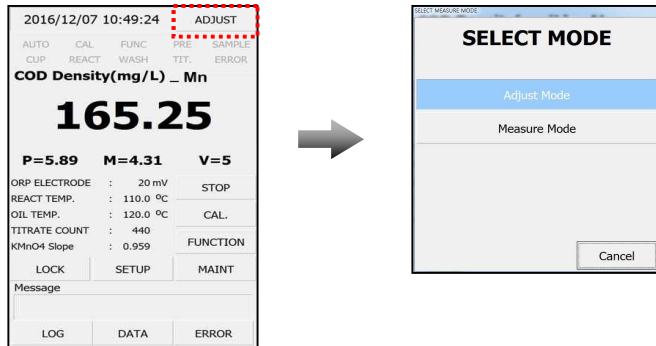 2016/12/07 10:49:24 ADJUST
AUTO CAL FUNC PRE SAMPLE
CUP REACT WASH TIT. ERROR
COD Density(mg/L) _ Mn
165.25
P=5.89 M=4.31 V=5
ORP ELECTRODE : 20 mV
REACT TEMP. : 110.0 ºC
OIL TEMP. : 120.0 ºC
TITRATE COUNT : 440
KMnO4 Slope : 0.959
STOP
CAL.
FUNCTION
LOCK SETUP MAINT
Message
LOG DATA ERROR
SELECT MEASURE MODE
SELECT MODE
Adjust Mode
Measure Mode
Cancel